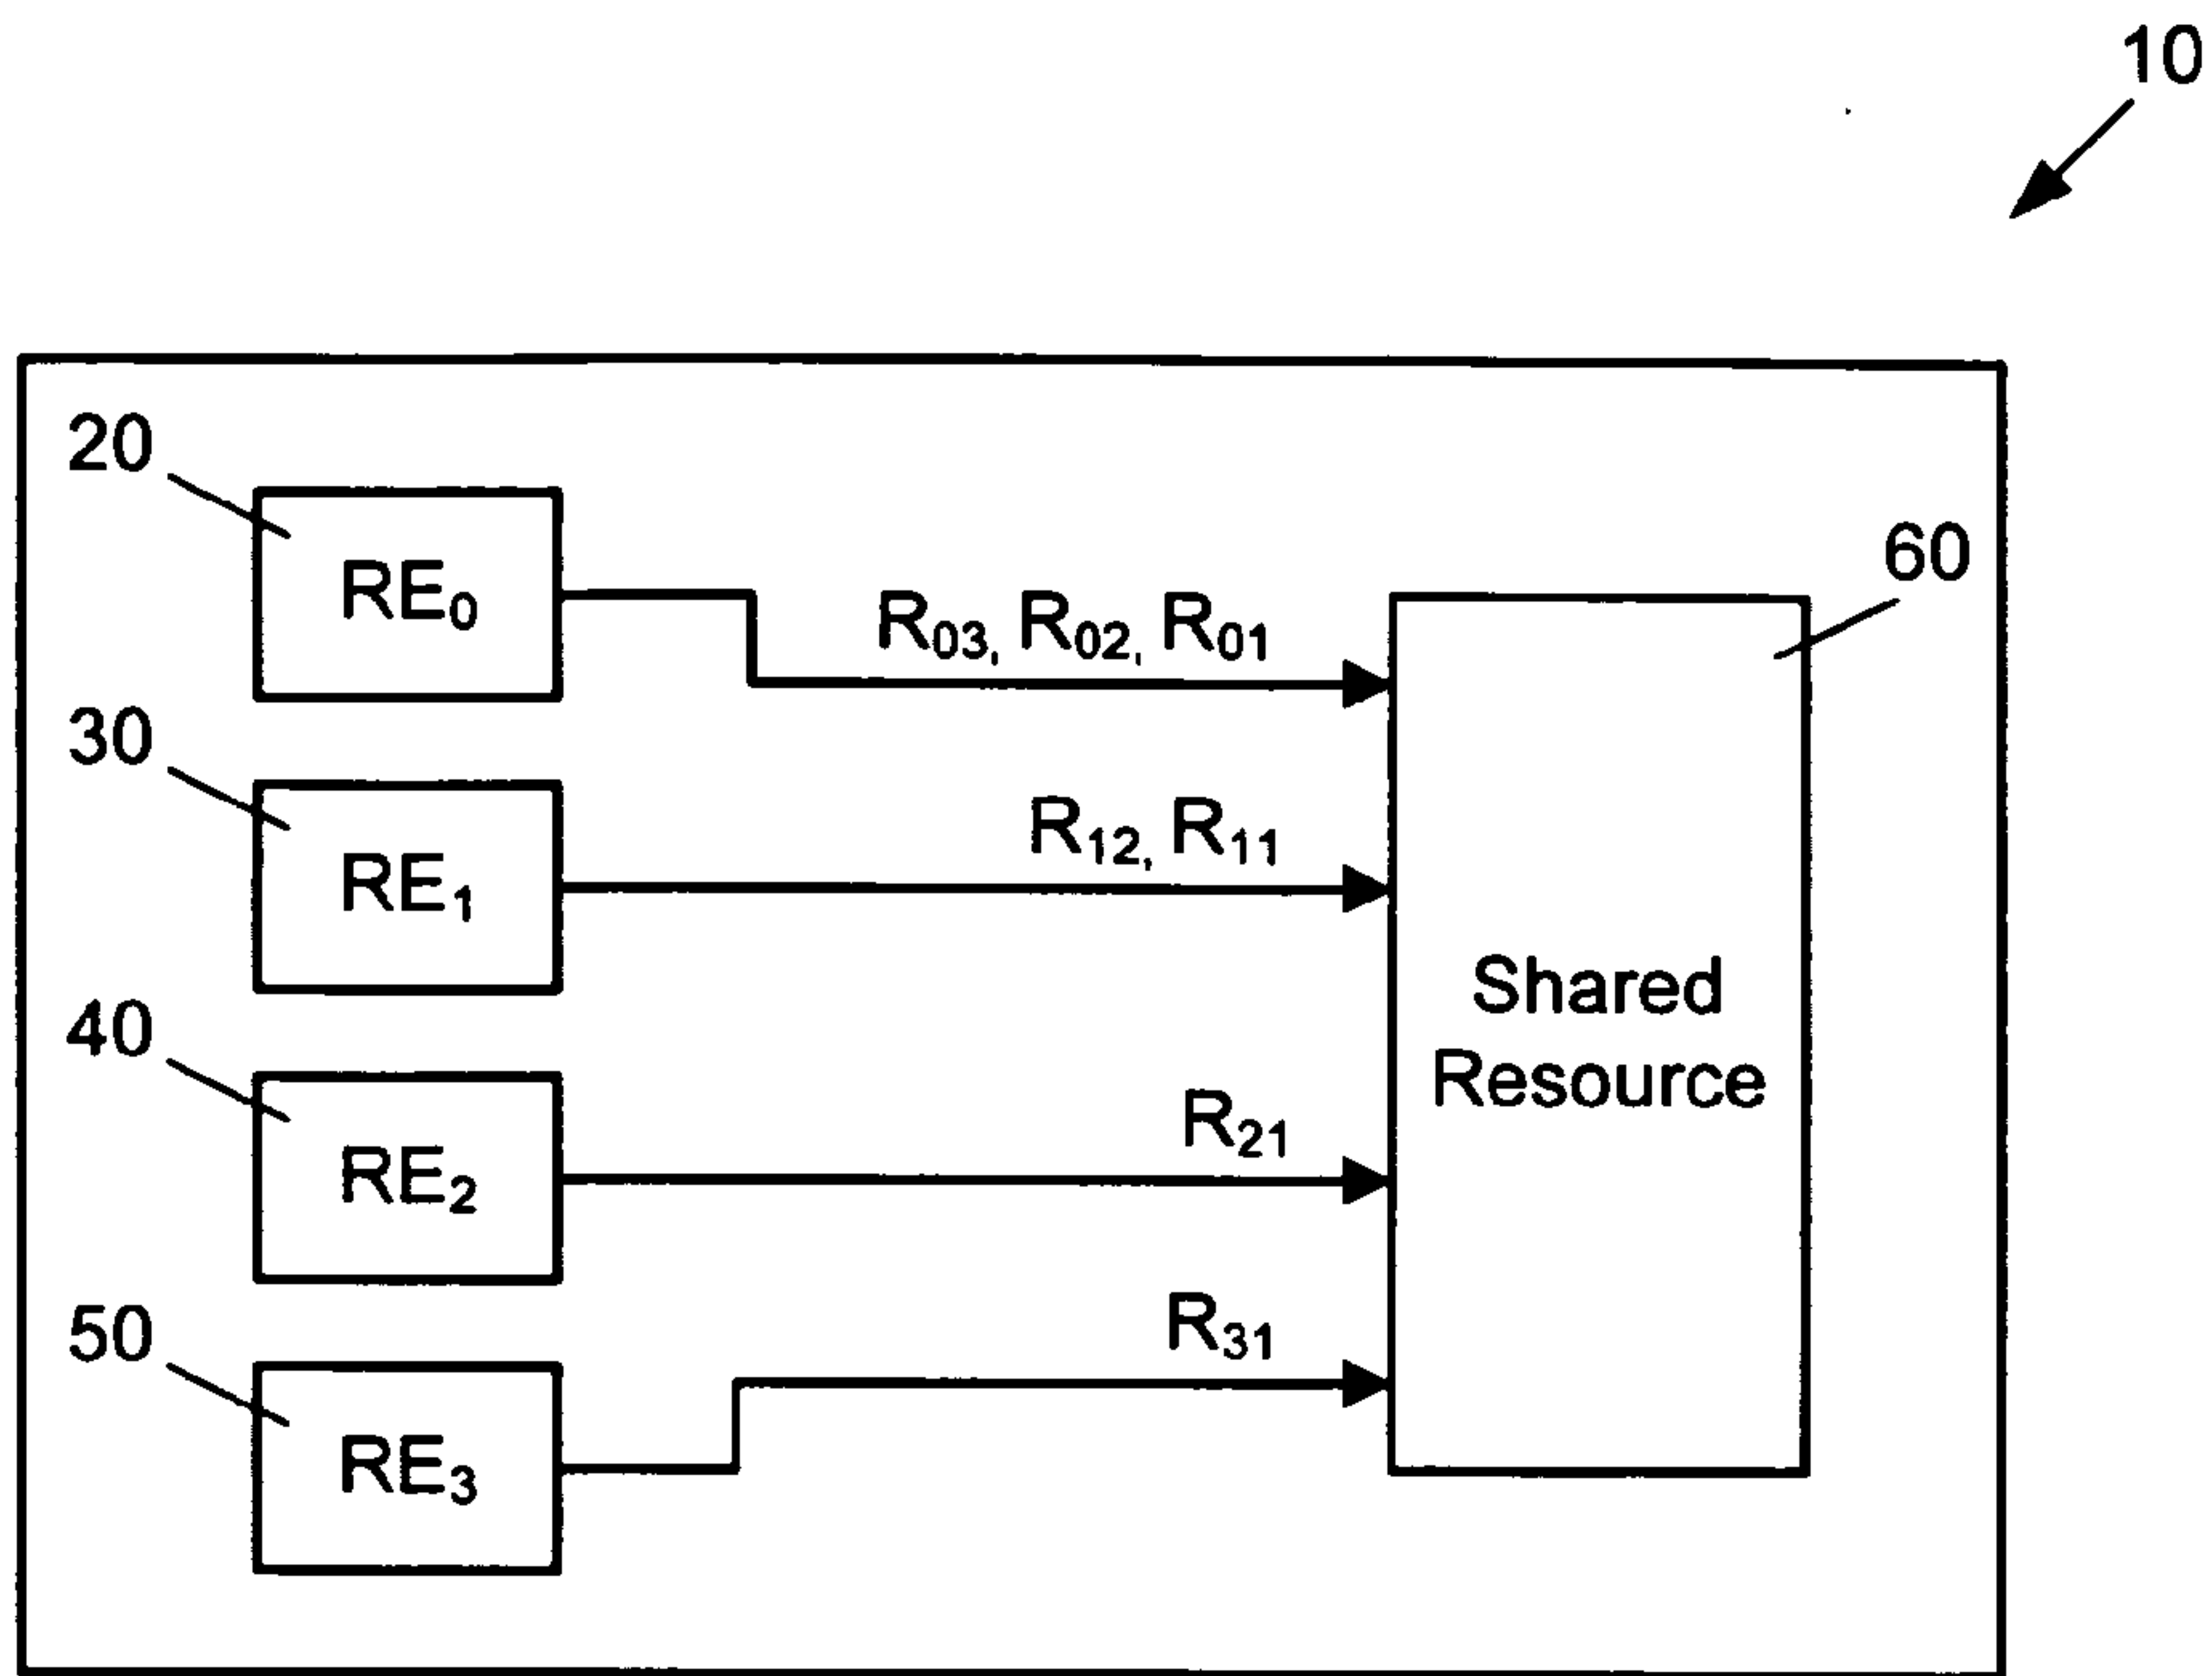 10
20
RE₀
R₀₃, R₀₂, R₀₁
60
30
RE₁
R₁₂, R₁₁
Shared
Resource
40
RE₂
R₂₁
50
RE₃
R₃₁